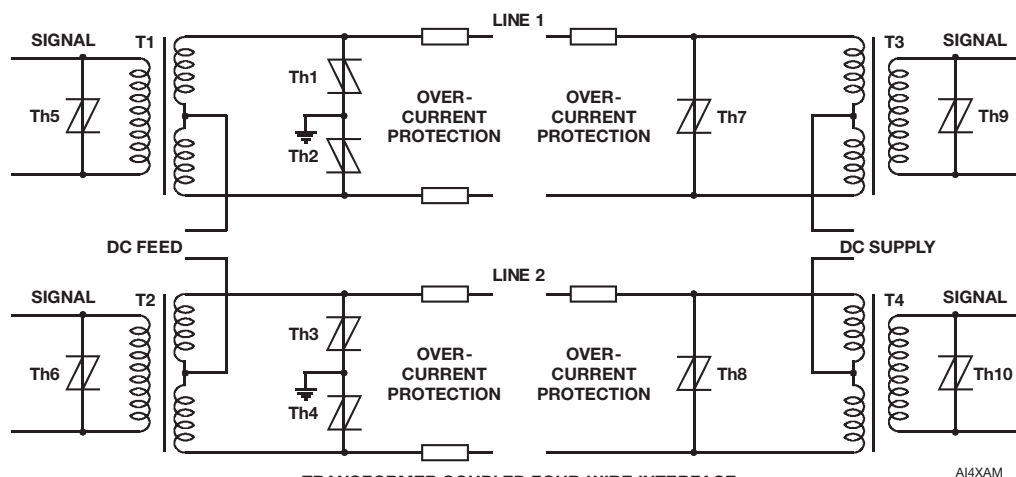 LINE 1
SIGNAL
T1
Th5
Th1
Th2
OVER-
CURRENT
PROTECTION
OVER-
CURRENT
PROTECTION
Th7
T3
SIGNAL
Th9
DC FEED
DC SUPPLY
LINE 2
SIGNAL
T2
Th6
Th3
Th4
OVER-
CURRENT
PROTECTION
OVER-
CURRENT
PROTECTION
Th8
T4
SIGNAL
Th10
AI4XAM